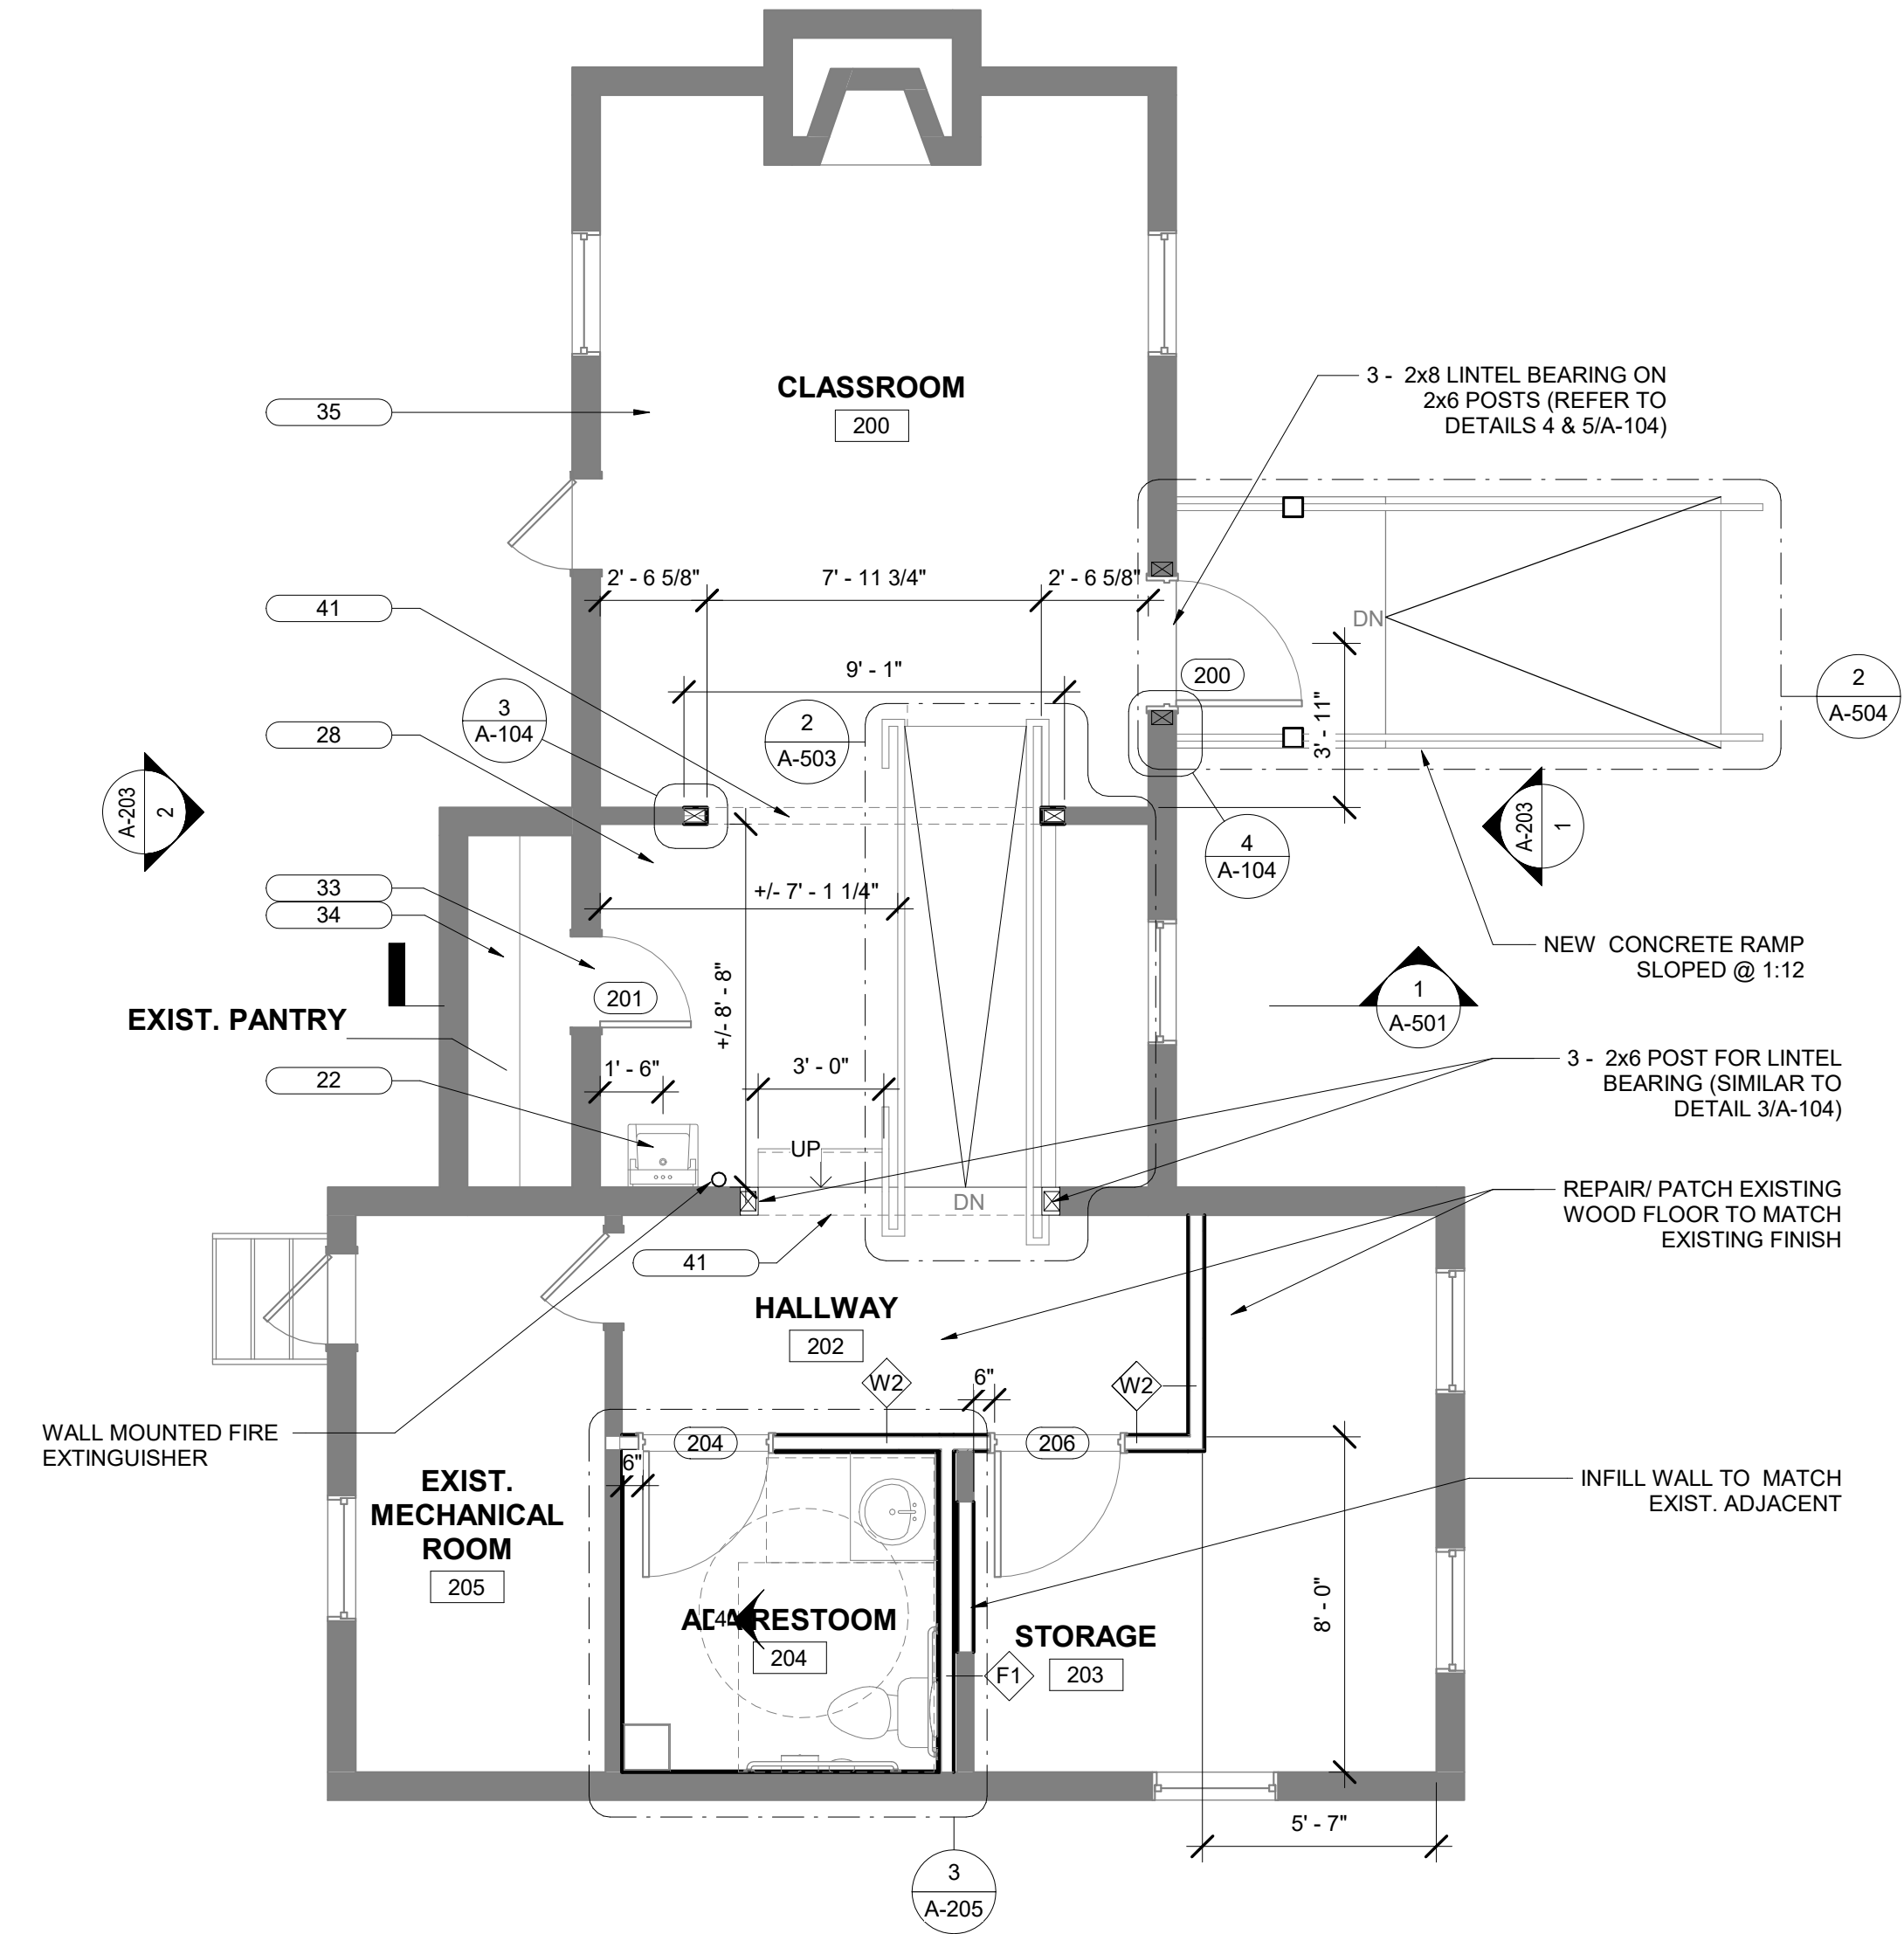 CLASSROOM
200
35
3 - 2x8 LINTEL BEARING ON
2x6 POSTS (REFER TO
DETAILS 4 & 5/A-104)
2' - 6 5/8"
7' - 11 3/4"
2' - 6 5/8"
41
DN
9' - 1"
200
2
A-504
3
A-104
2
A-503
3' - 11"
28
A-203
2
A-203
1
4
A-104
33
34
+/- 7' - 1 1/4"
NEW CONCRETE RAMP
SLOPED @ 1:12
201
+/- 8' - 8"
1
A-501
EXIST. PANTRY
22
1' - 6"
3' - 0"
3 - 2x6 POST FOR LINTEL
BEARING (SIMILAR TO
DETAIL 3/A-104)
UP
DN
REPAIR/ PATCH EXISTING
WOOD FLOOR TO MATCH
EXISTING FINISH
41
HALLWAY
202
W2
6"
W2
WALL MOUNTED FIRE
EXTINGUISHER
204
206
6"
EXIST.
MECHANICAL
ROOM
205
INFILL WALL TO MATCH
EXIST. ADJACENT
8' - 0"
4
RESTOOM
204
STORAGE
203
F1
5' - 7"
3
A-205